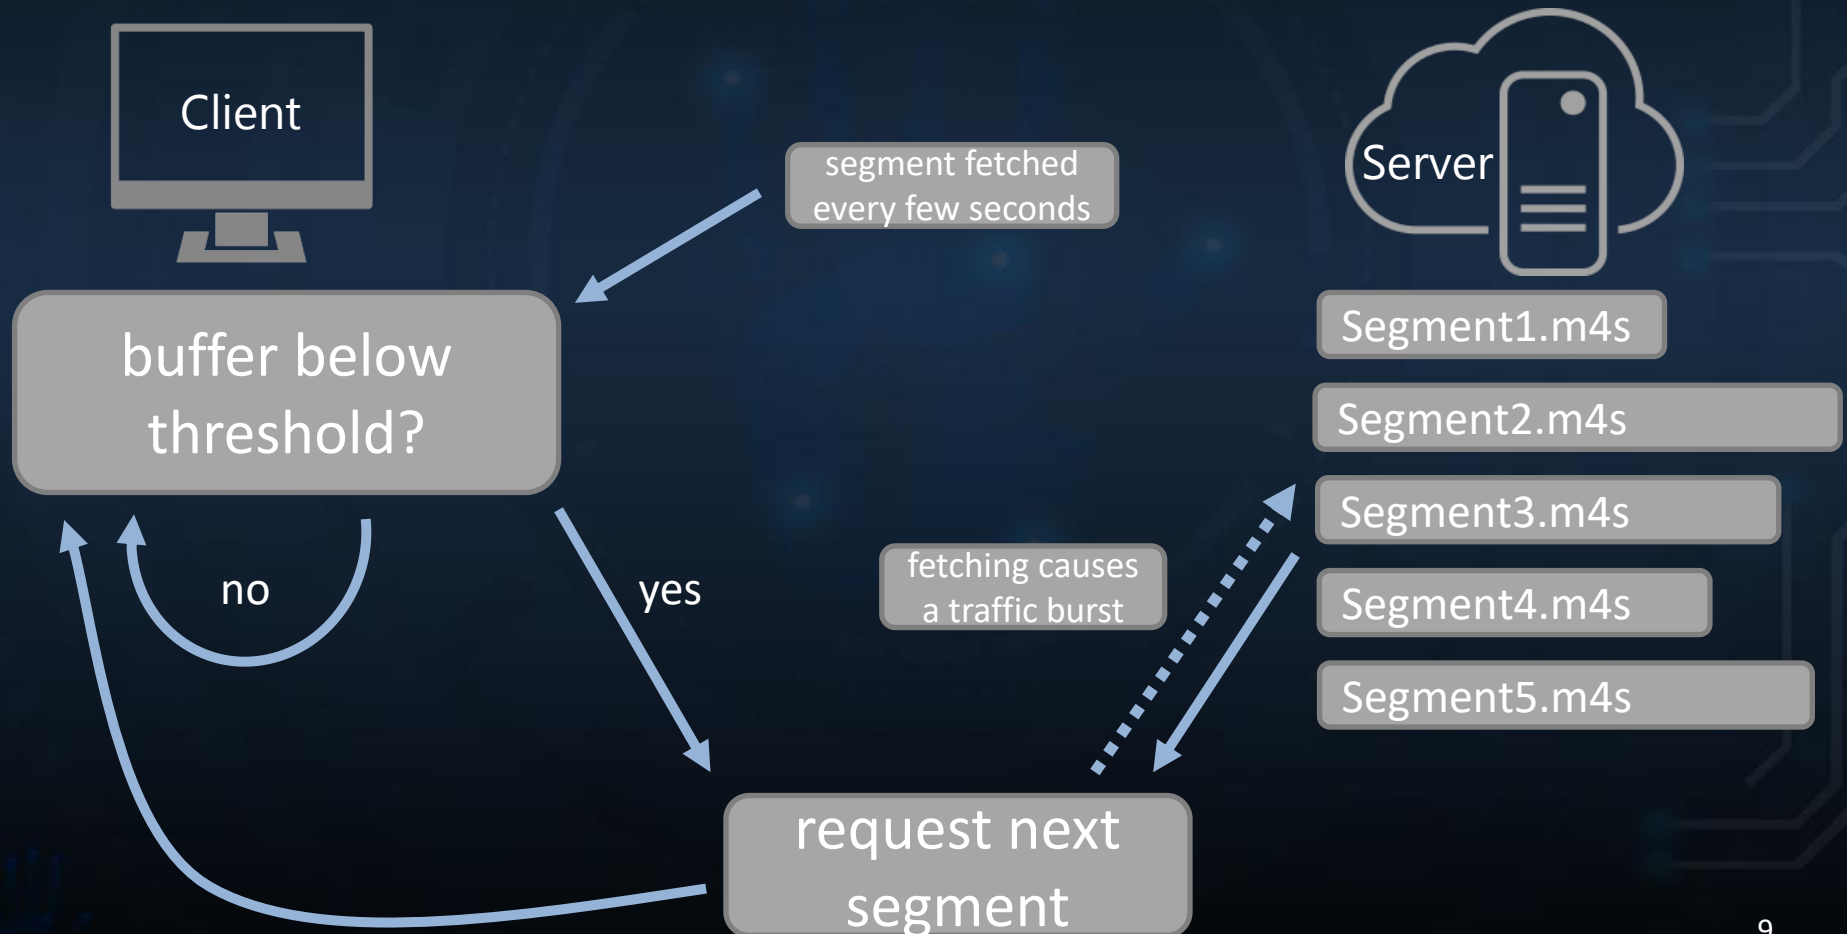 Client
segment fetched
every few seconds
Server
buffer below
threshold?
Segment1.m4s
Segment2.m4s
Segment3.m4s
Segment4.m4s
Segment5.m4s
no
yes
fetching causes
a traffic burst
request next
segment
9